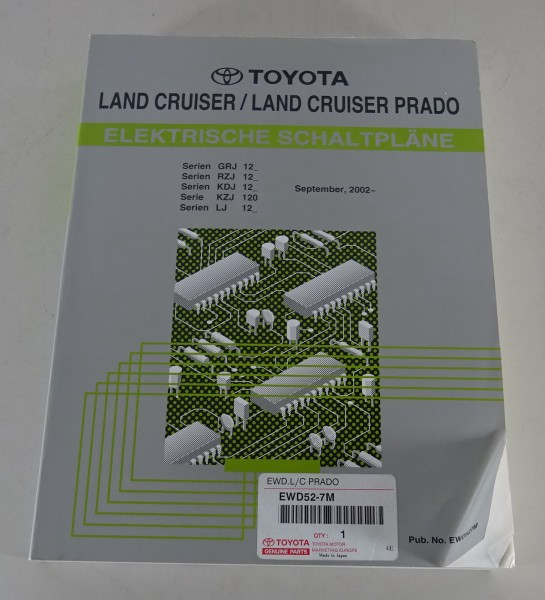 TOYOTA
LAND CRUISER / LAND CRUISER PRADO
ELEKTRISCHE SCHALTPLÄNE
Serien GRJ 12_
Serien RZJ 12_
Serien KDJ 12_
Serie KZJ 120
Serien LJ 12_
September, 2002~
EWD.L/C PRADO
EWD52-7M
QTY: 1
TOYOTA
GENUINE PARTS
TOYOTA MOTOR
MARKETING EUROPE
Made in Japan
4E
Pub. No.